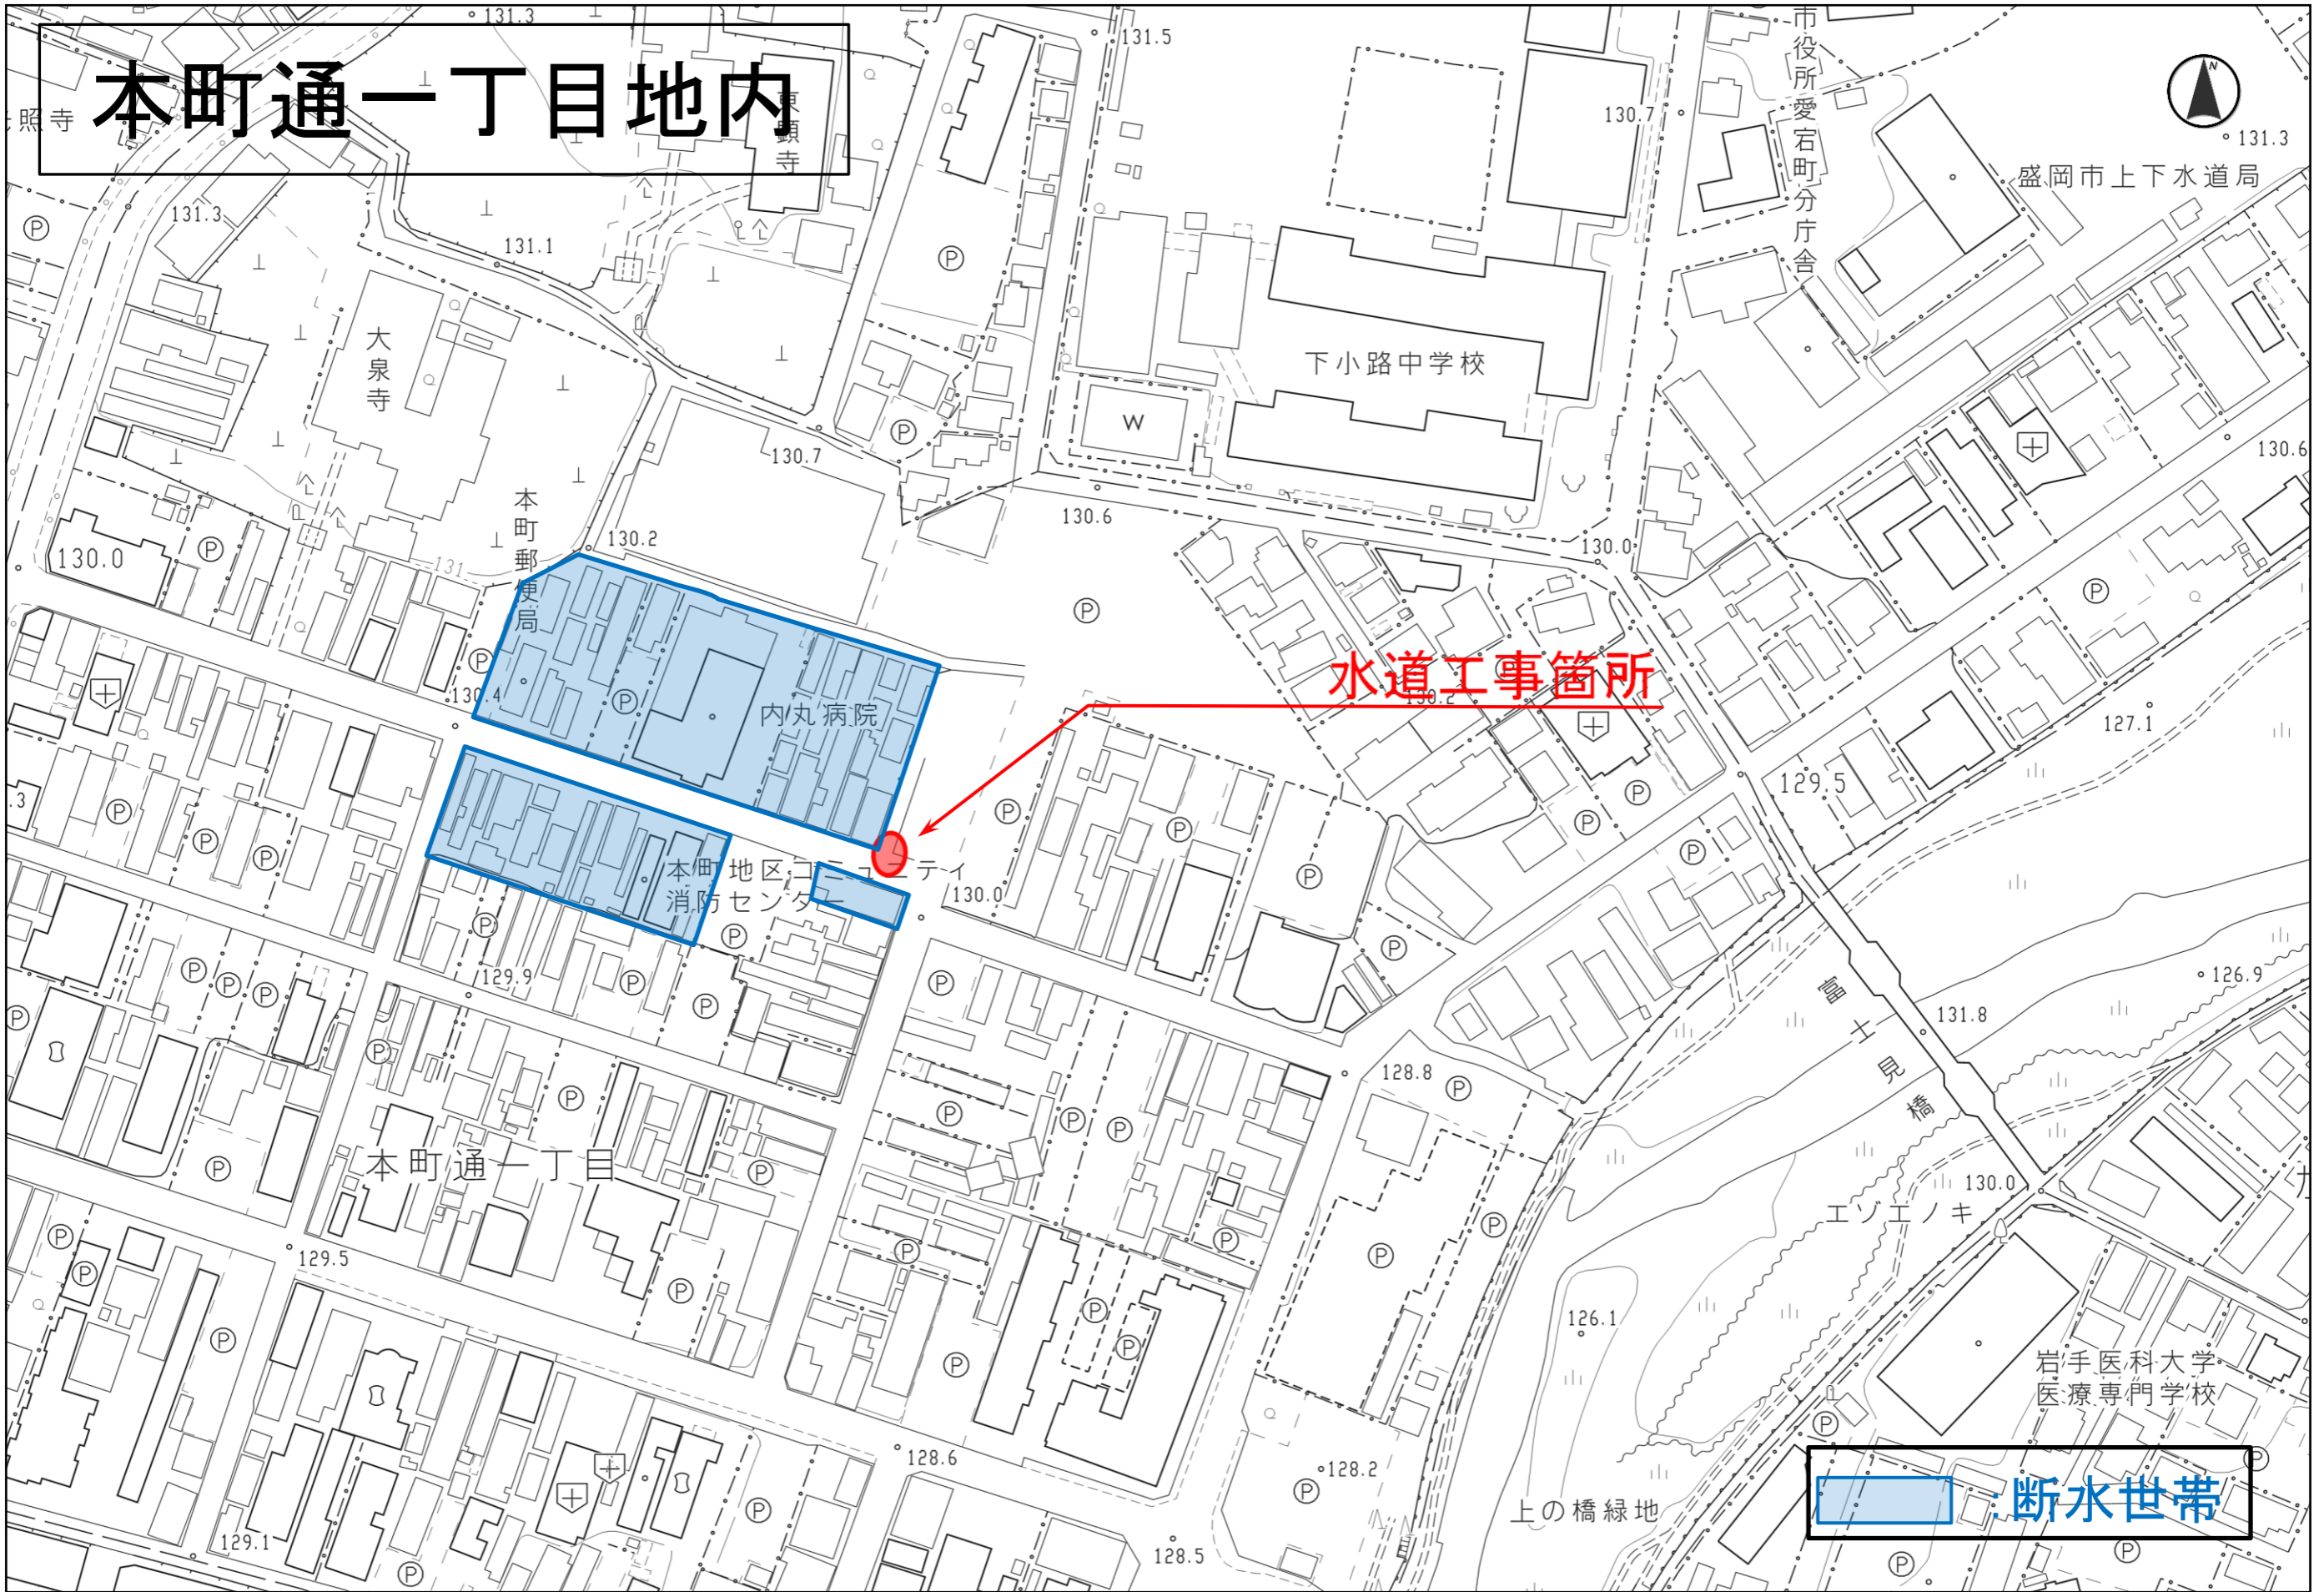 本町通一丁目地内
131.3
131.5
市役所愛宕町分庁舎
130.7
N
131.3
盛岡市上下水道局
照寺
東顕寺
131.3
131.1
大泉寺
下小路中学校
W
130.7
130.6
130.6
本町郵便局
130.2
130.0
130.0
131
水道工事箇所
130.4
130.2
内丸病院
127.1
129.5
.3
本町地区コミュニティ
消防センター
130.0
129.9
126.9
富士見橋
131.8
128.8
本町通一丁目
130.0
エゾエノキ
129.5
126.1
岩手医科大学
医療専門学校
128.6
128.2
上の橋緑地
:断水世帯
129.1
128.5